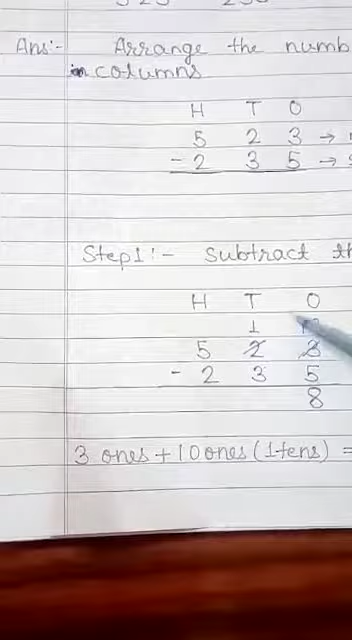 Ans:- Arrange the numb
in columns
H T O
5 2 3 →
- 2 3 5 →
Step1:- Subtract th
H T O
1
5 2 3
- 2 3 5
8
3 ones + 10 ones (1 tens) =